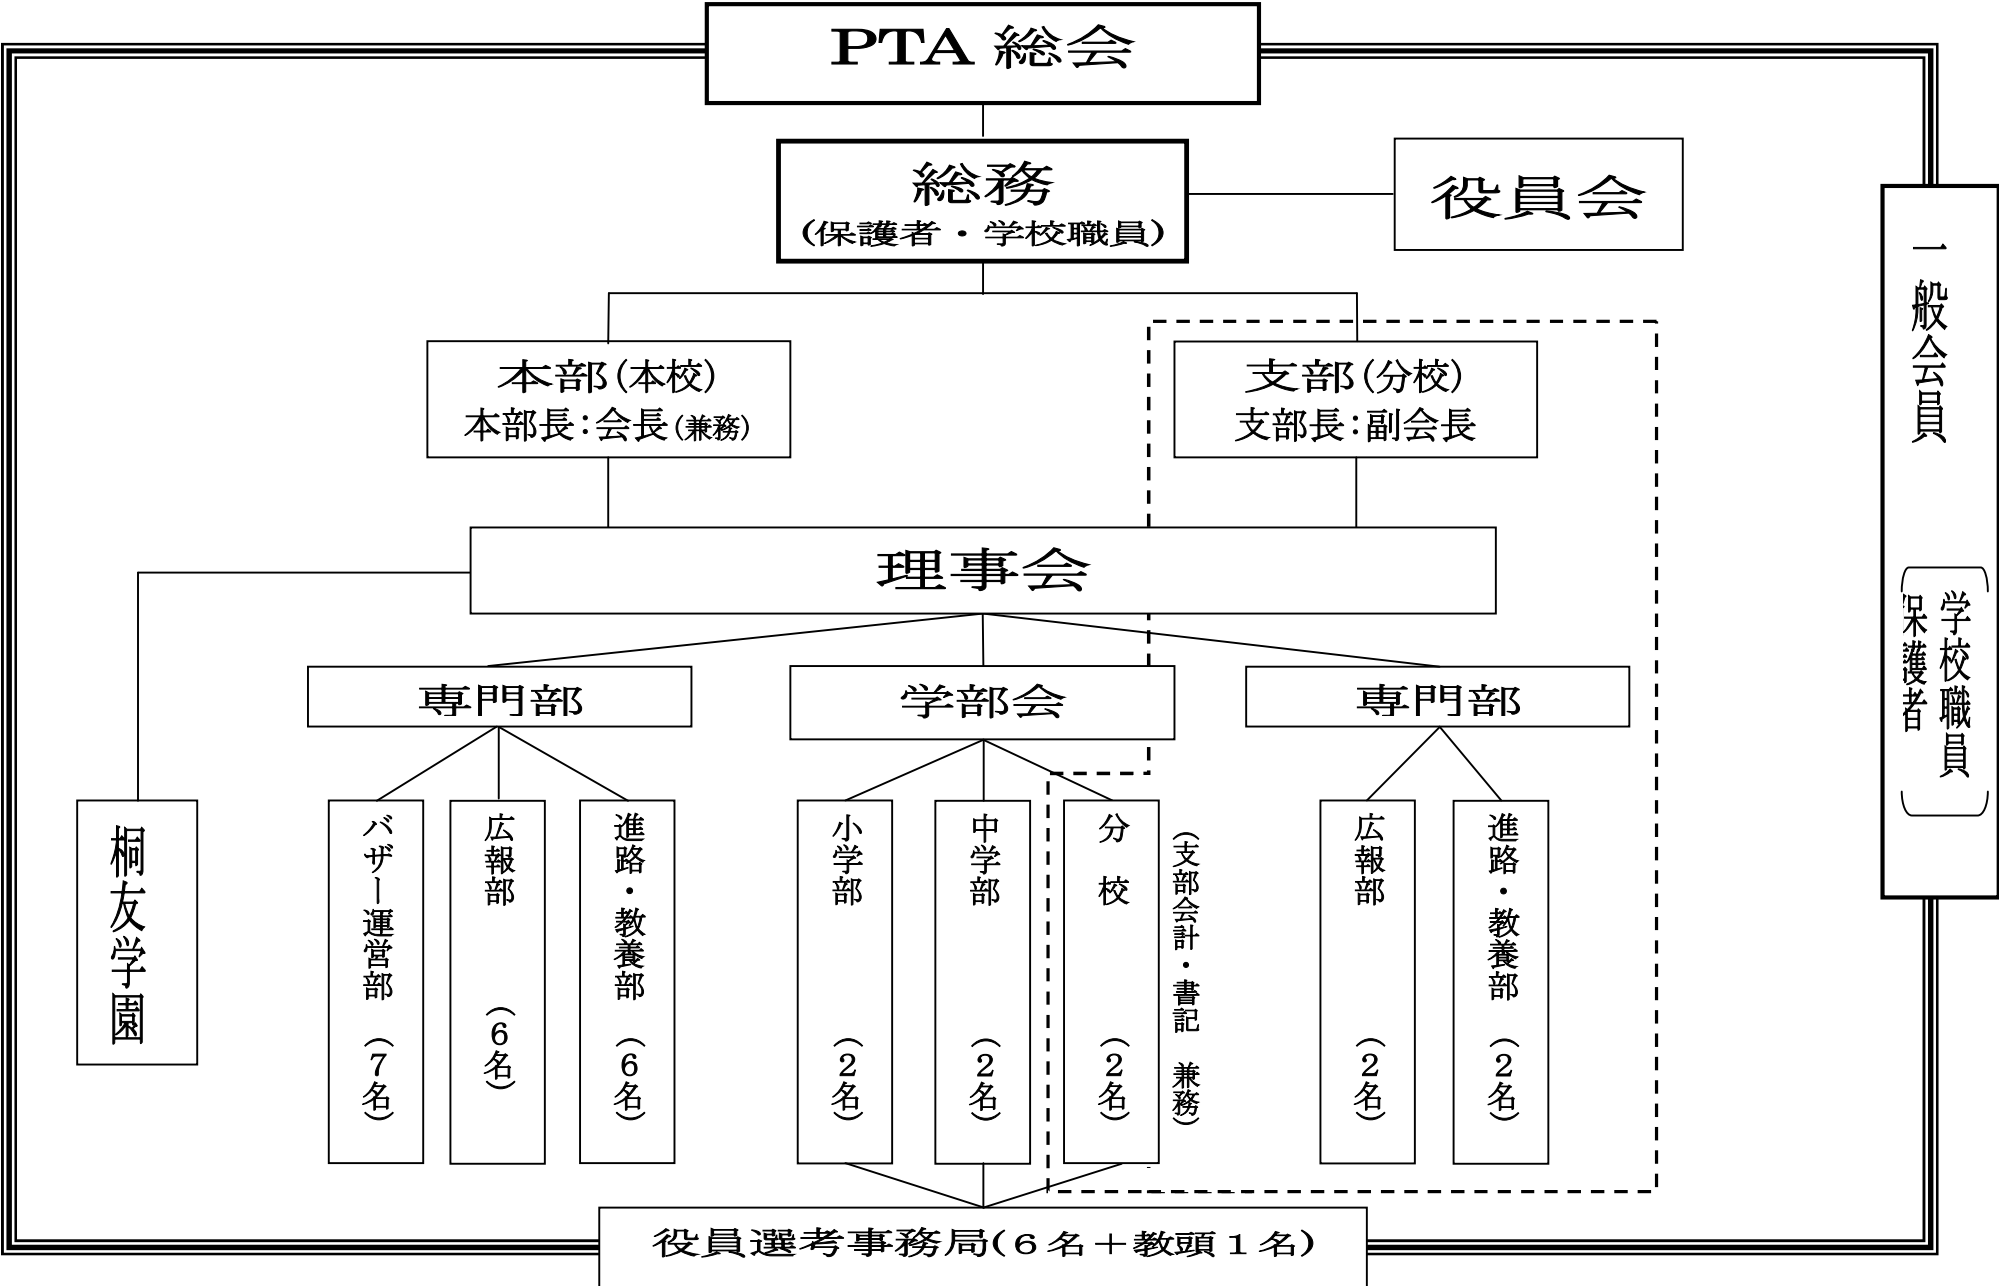 PTA 総会
総務
（保護者・学校職員）
役員会
一般会員
学校職員
保護者
本部（本校）
本部長：会長（兼務）
支部（分校）
支部長：副会長
理事会
専門部
学部会
専門部
桐友学園
バザー運営部　（７名）
広報部　（６名）
進路・教養部　（６名）
小学部　（２名）
中学部　（２名）
分　校　（２名）
（支部会計・書記　兼務）
広報部　（２名）
進路・教養部　（２名）
役員選考事務局（６名＋教頭１名）